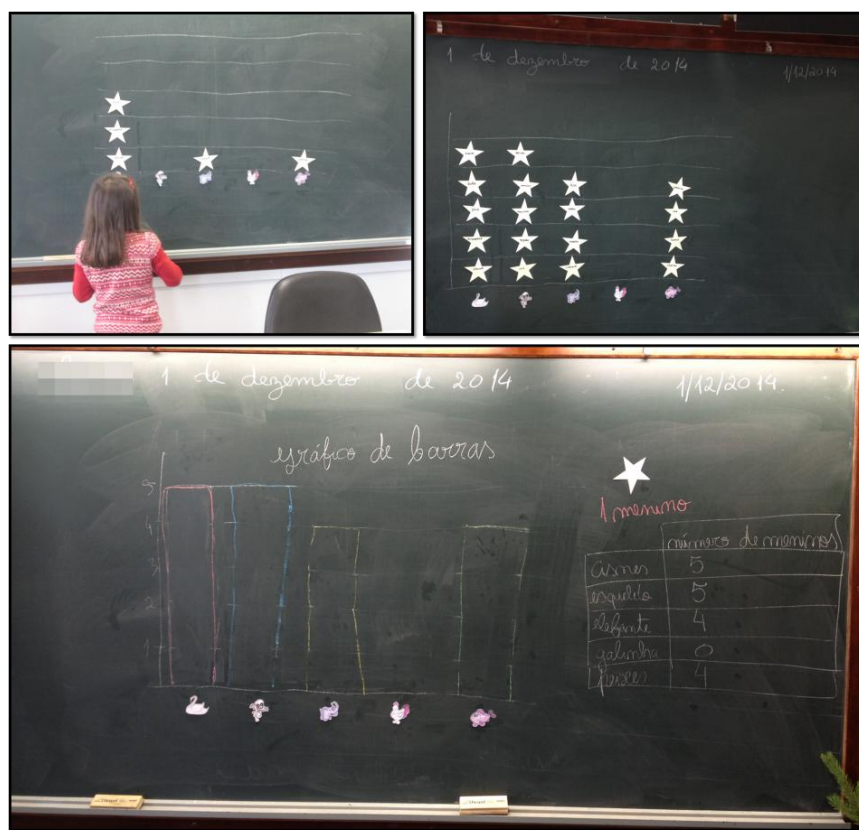 1 de dezembro de 2014
1/12/2014
1 de dezembro de 2014
1/12/2014.
gráfico de barras
5
4
3
2
1
1 menino
número de meninos
cisnes 5
esqueleto 5
elefante 4
galinha 0
peixes 4